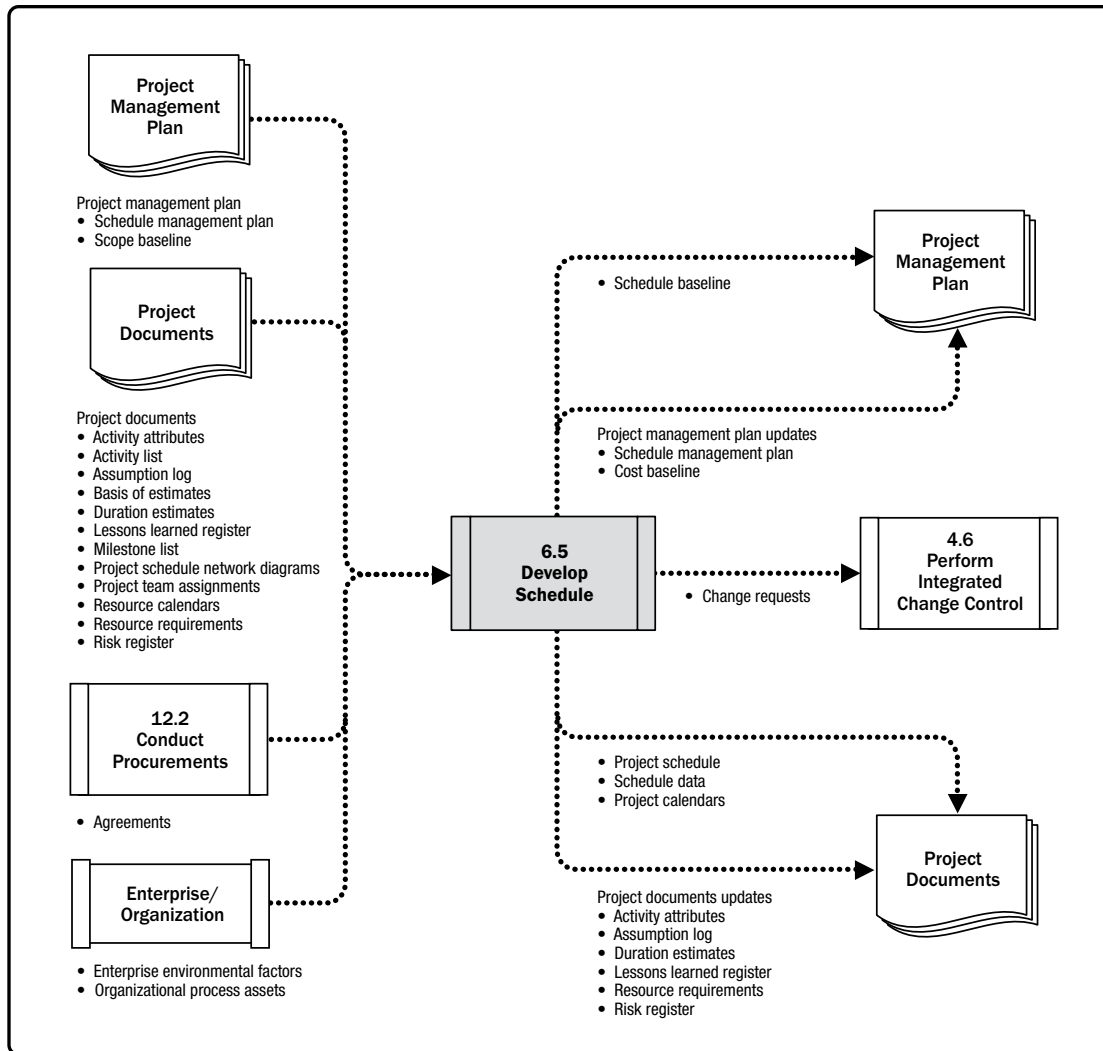 Project
Management
Plan
Project management plan
• Schedule management plan
• Scope baseline
Project
Documents
Project documents
• Activity attributes
• Activity list
• Assumption log
• Basis of estimates
• Duration estimates
• Lessons learned register
• Milestone list
• Project schedule network diagrams
• Project team assignments
• Resource calendars
• Resource requirements
• Risk register
12.2
Conduct
Procurements
• Agreements
Enterprise/
Organization
• Enterprise environmental factors
• Organizational process assets
6.5
Develop
Schedule
• Schedule baseline
Project
Management
Plan
Project management plan updates
• Schedule management plan
• Cost baseline
• Change requests
4.6
Perform
Integrated
Change Control
• Project schedule
• Schedule data
• Project calendars
Project
Documents
Project documents updates
• Activity attributes
• Assumption log
• Duration estimates
• Lessons learned register
• Resource requirements
• Risk register